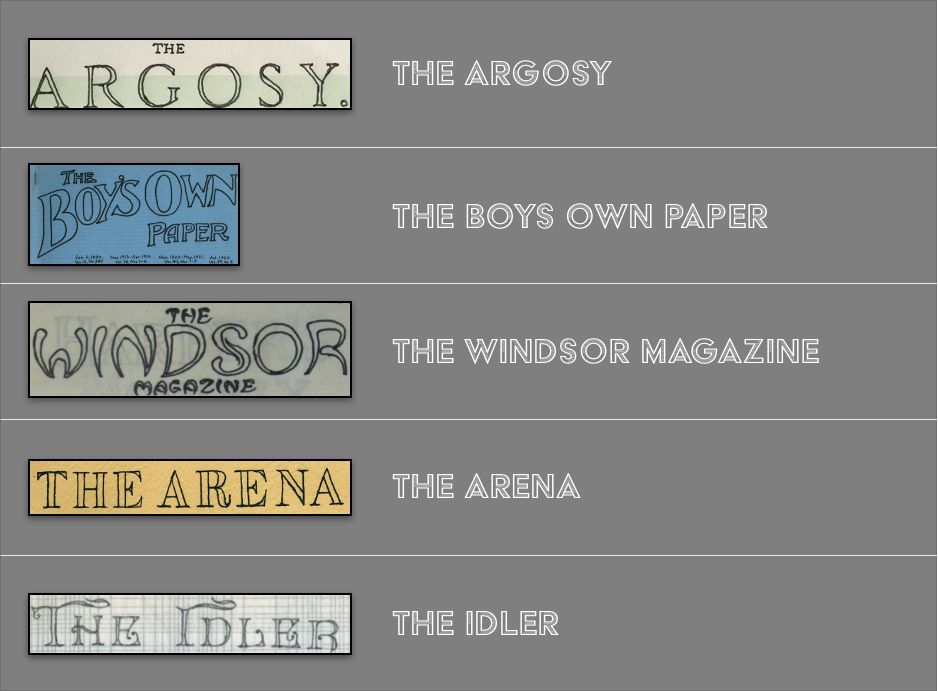 THE
ARGOSY.
THE ARGOSY
THE
BOY'S OWN
PAPER
THE BOYS OWN PAPER
THE
WINDSOR
MAGAZINE
THE WINDSOR MAGAZINE
THE ARENA
THE ARENA
THE IDLER
THE IDLER